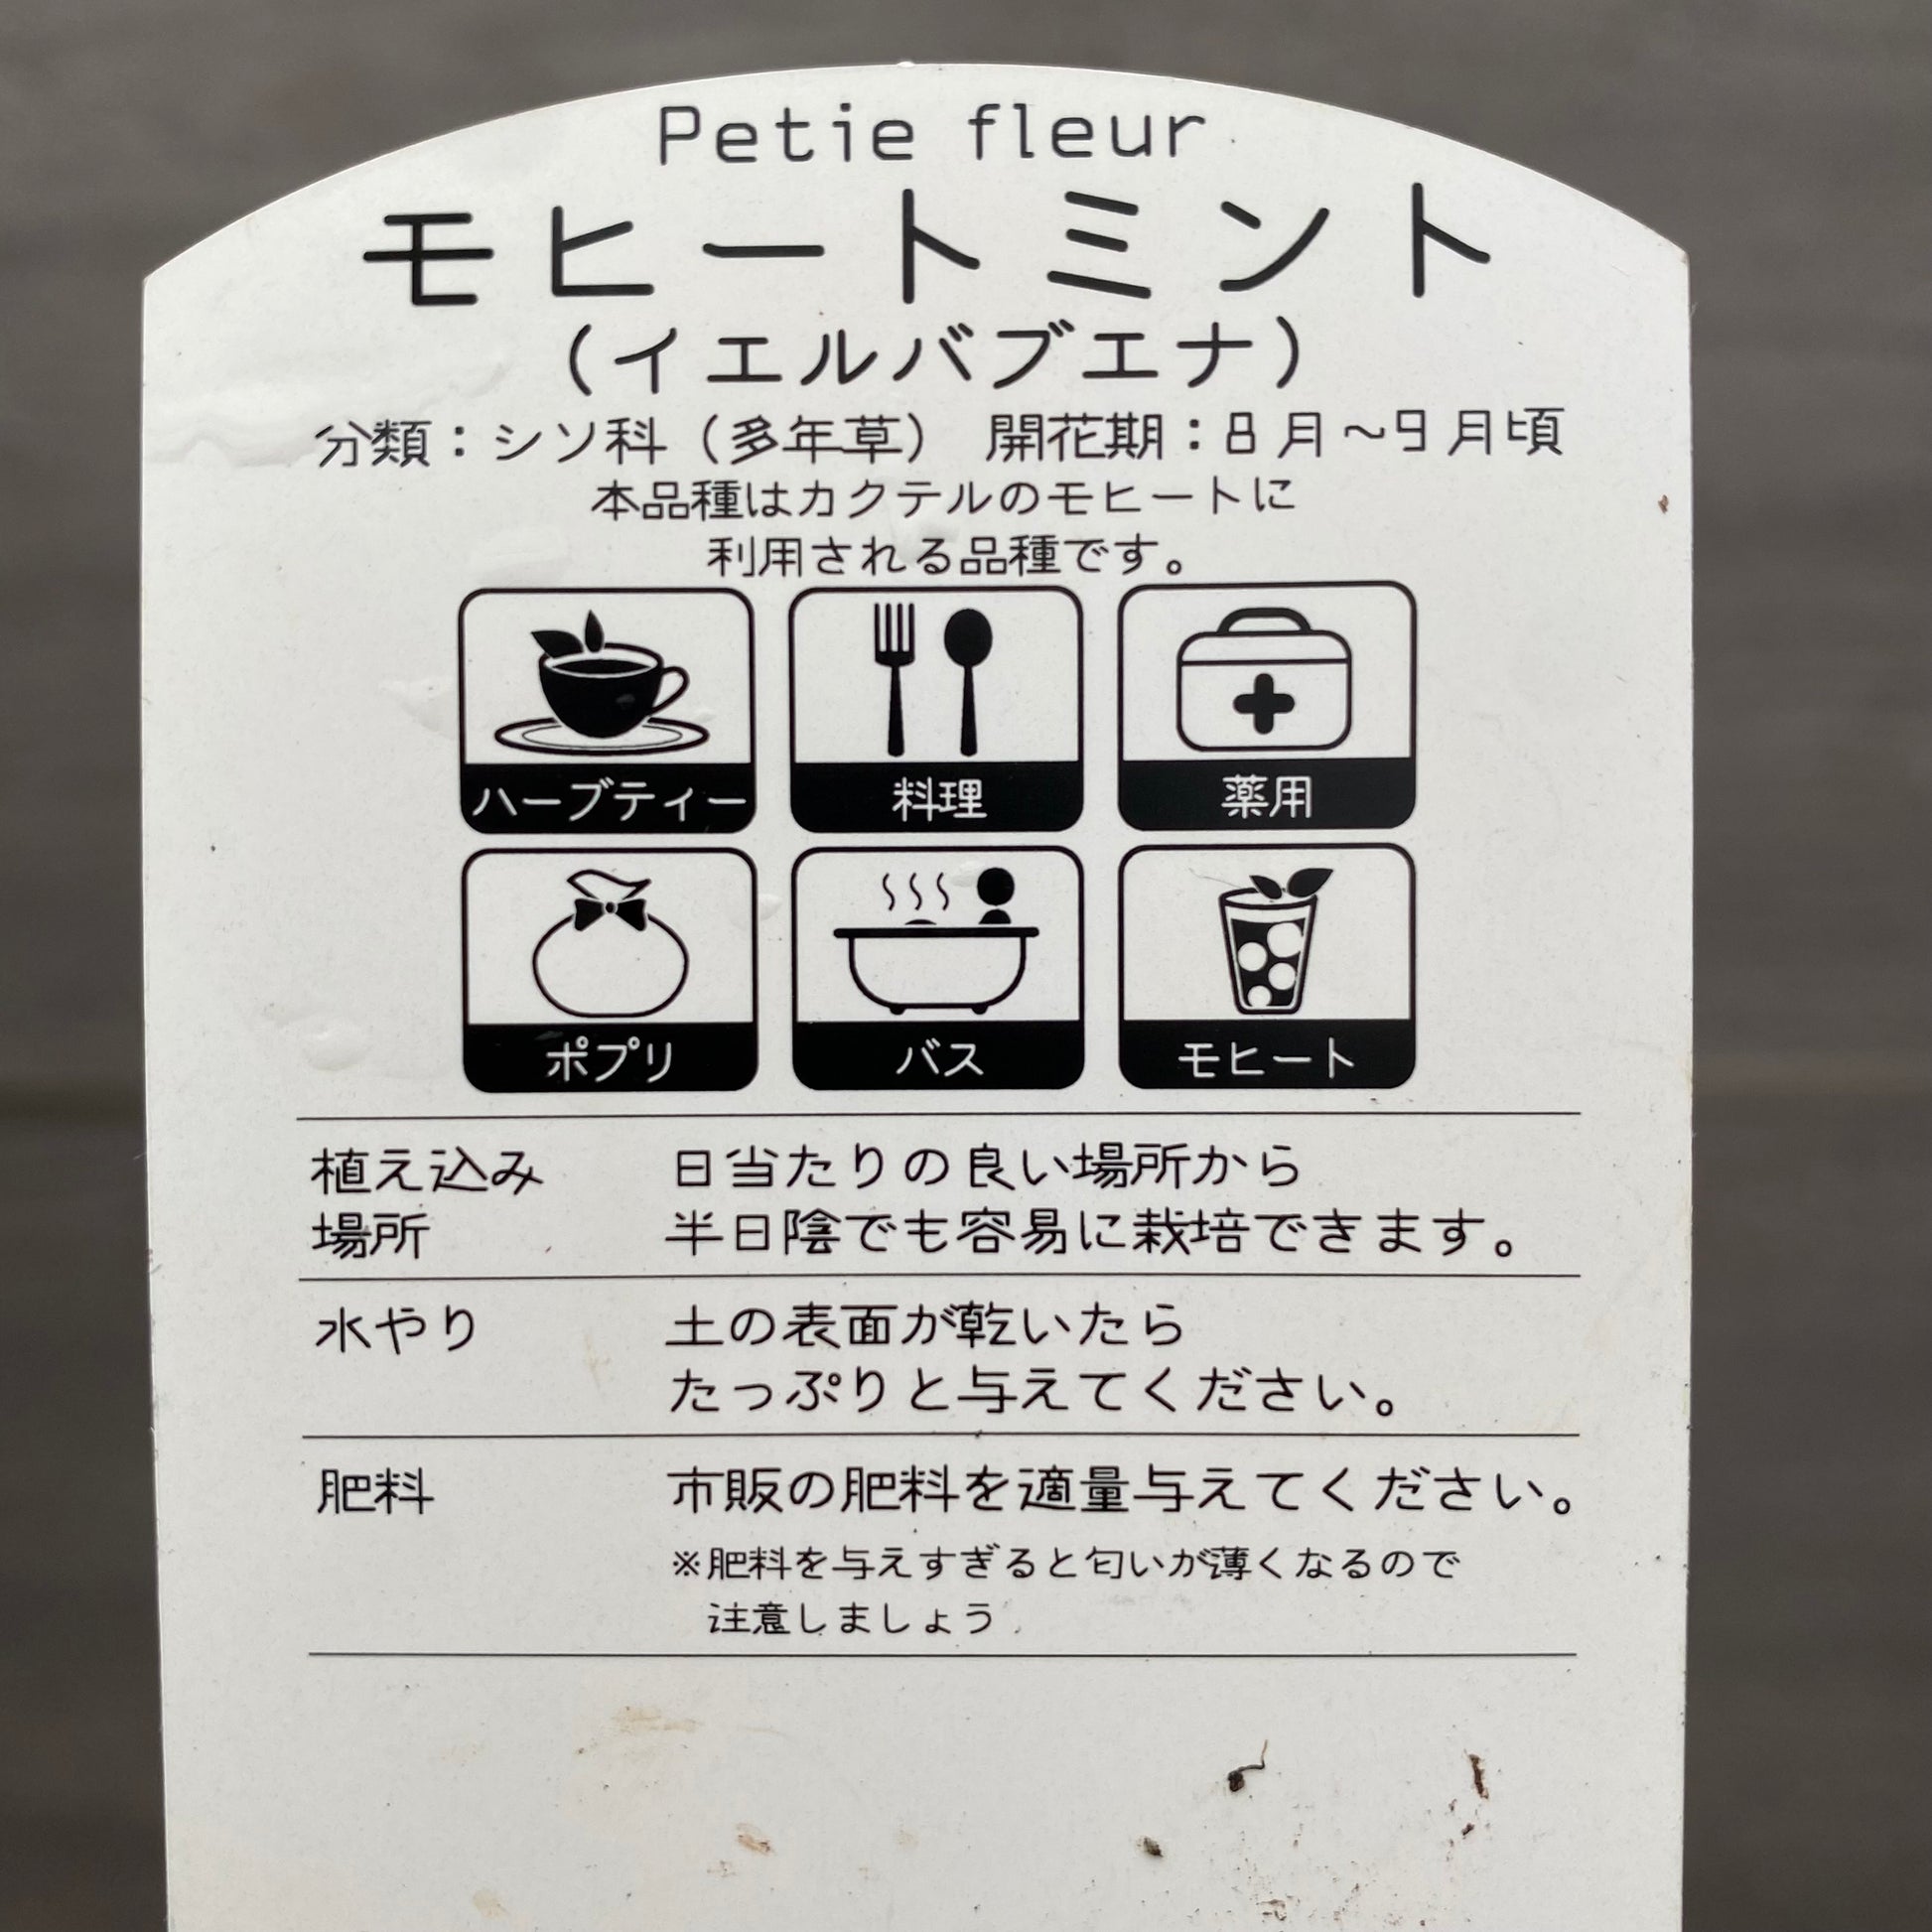 Petie fleur
モヒートミント
（イエルバブエナ）
分類：シソ科（多年草）　開花期：8月～9月頃
本品種はカクテルのモヒートに
利用される品種です。
ハーブティー　料理　薬用
ポプリ　バス　モヒート
植え込み　日当たりの良い場所から
場所　半日陰でも容易に栽培できます。
水やり　土の表面が乾いたら
たっぷりと与えてください。
肥料　市販の肥料を適量与えてください。
※肥料を与えすぎると匂いが薄くなるので
注意しましょう